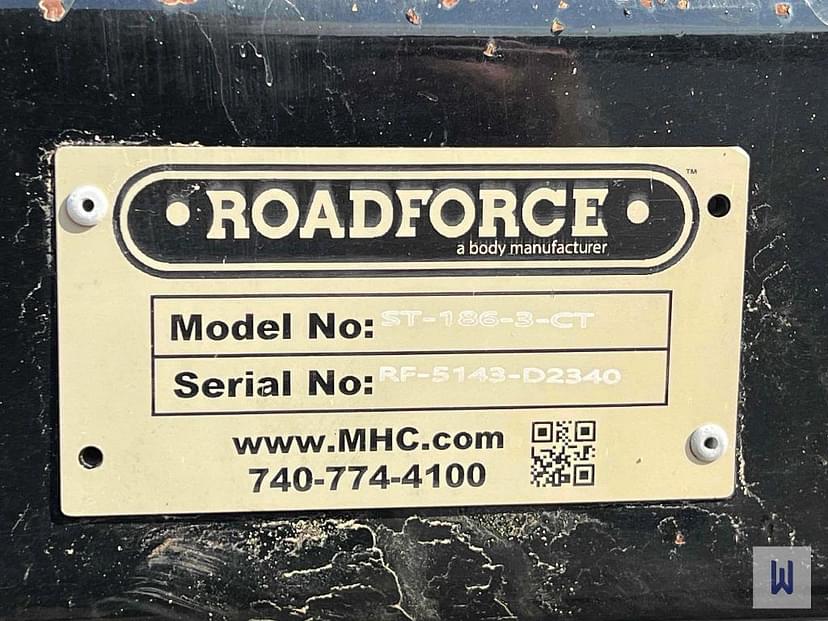 • ROADFORCE •
™
a body manufacturer
Model No: ST-186-3-CT
Serial No: RF-5143-D2340
www.MHC.com
740-774-4100
W